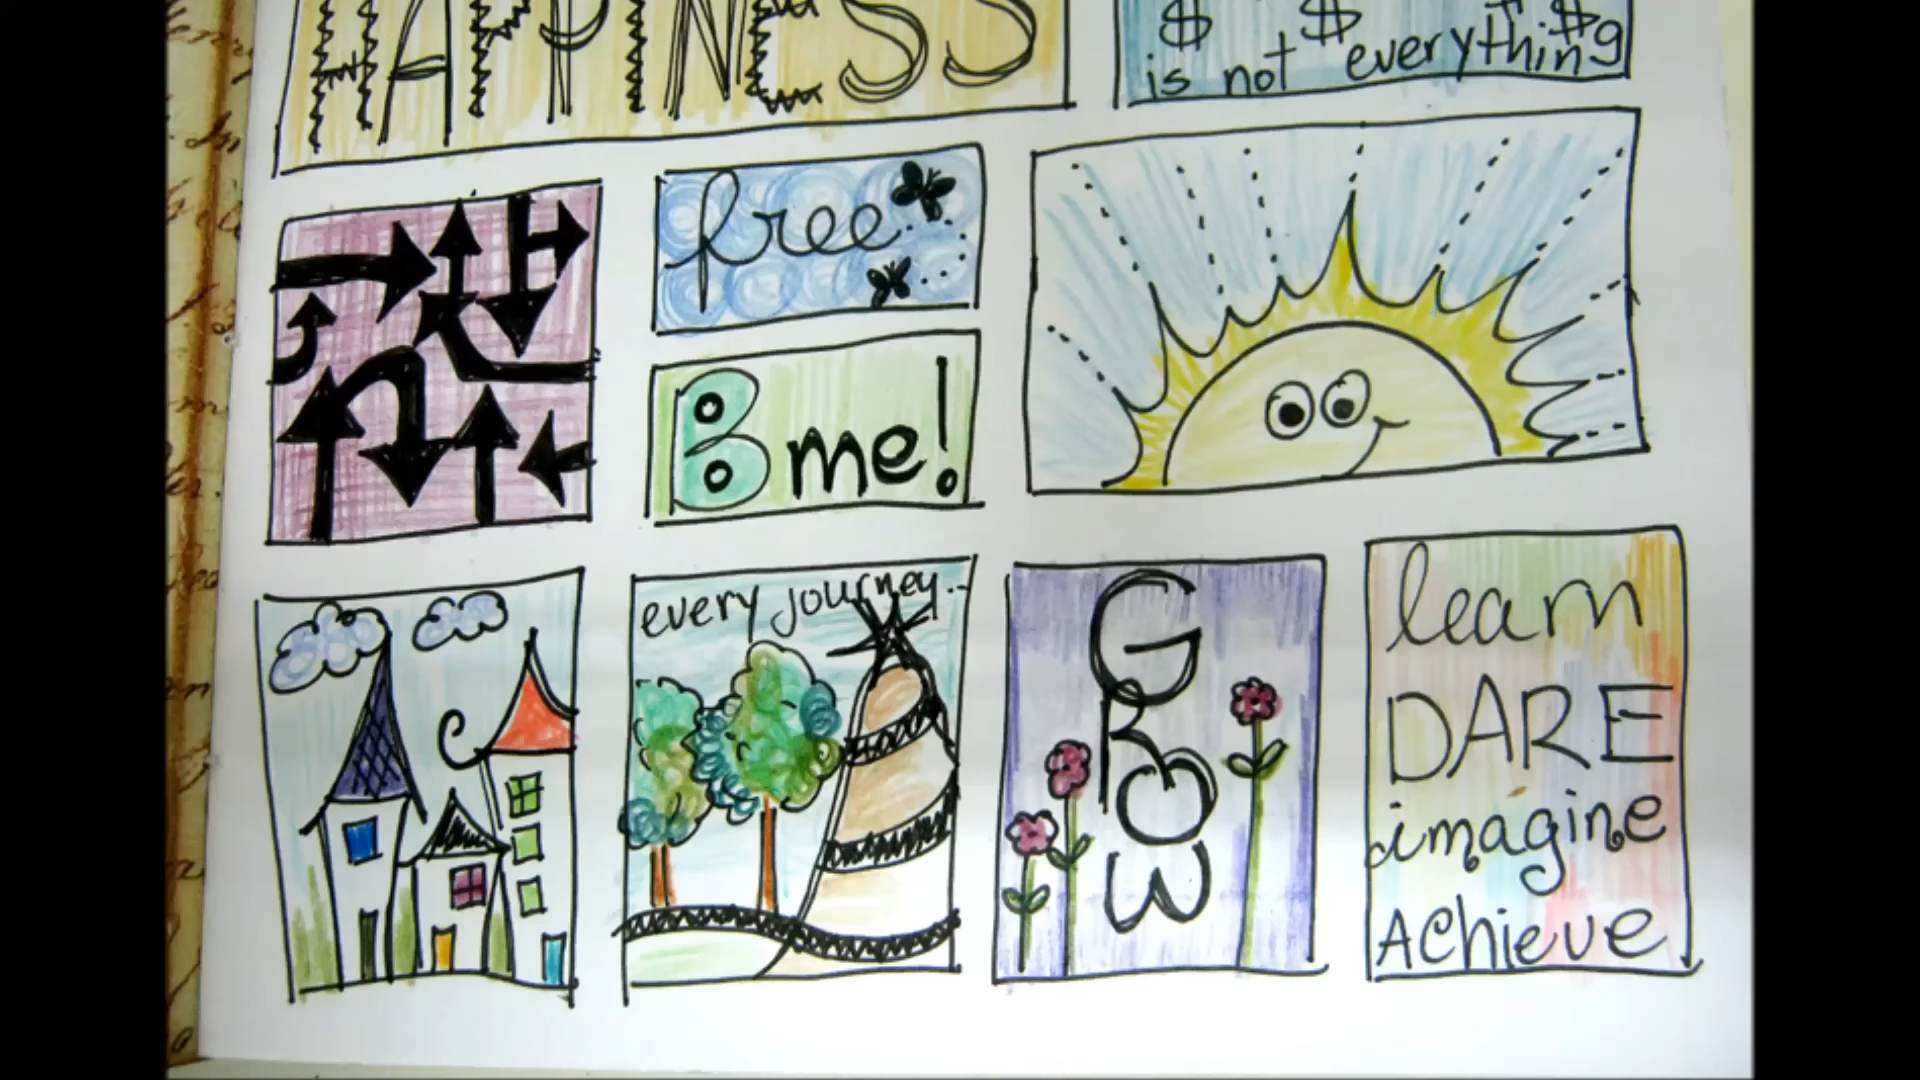 HAPPINESS
$ $ $
is not everything
free
B me!
every journey...
GROW
learn
DARE
imagine
Achieve